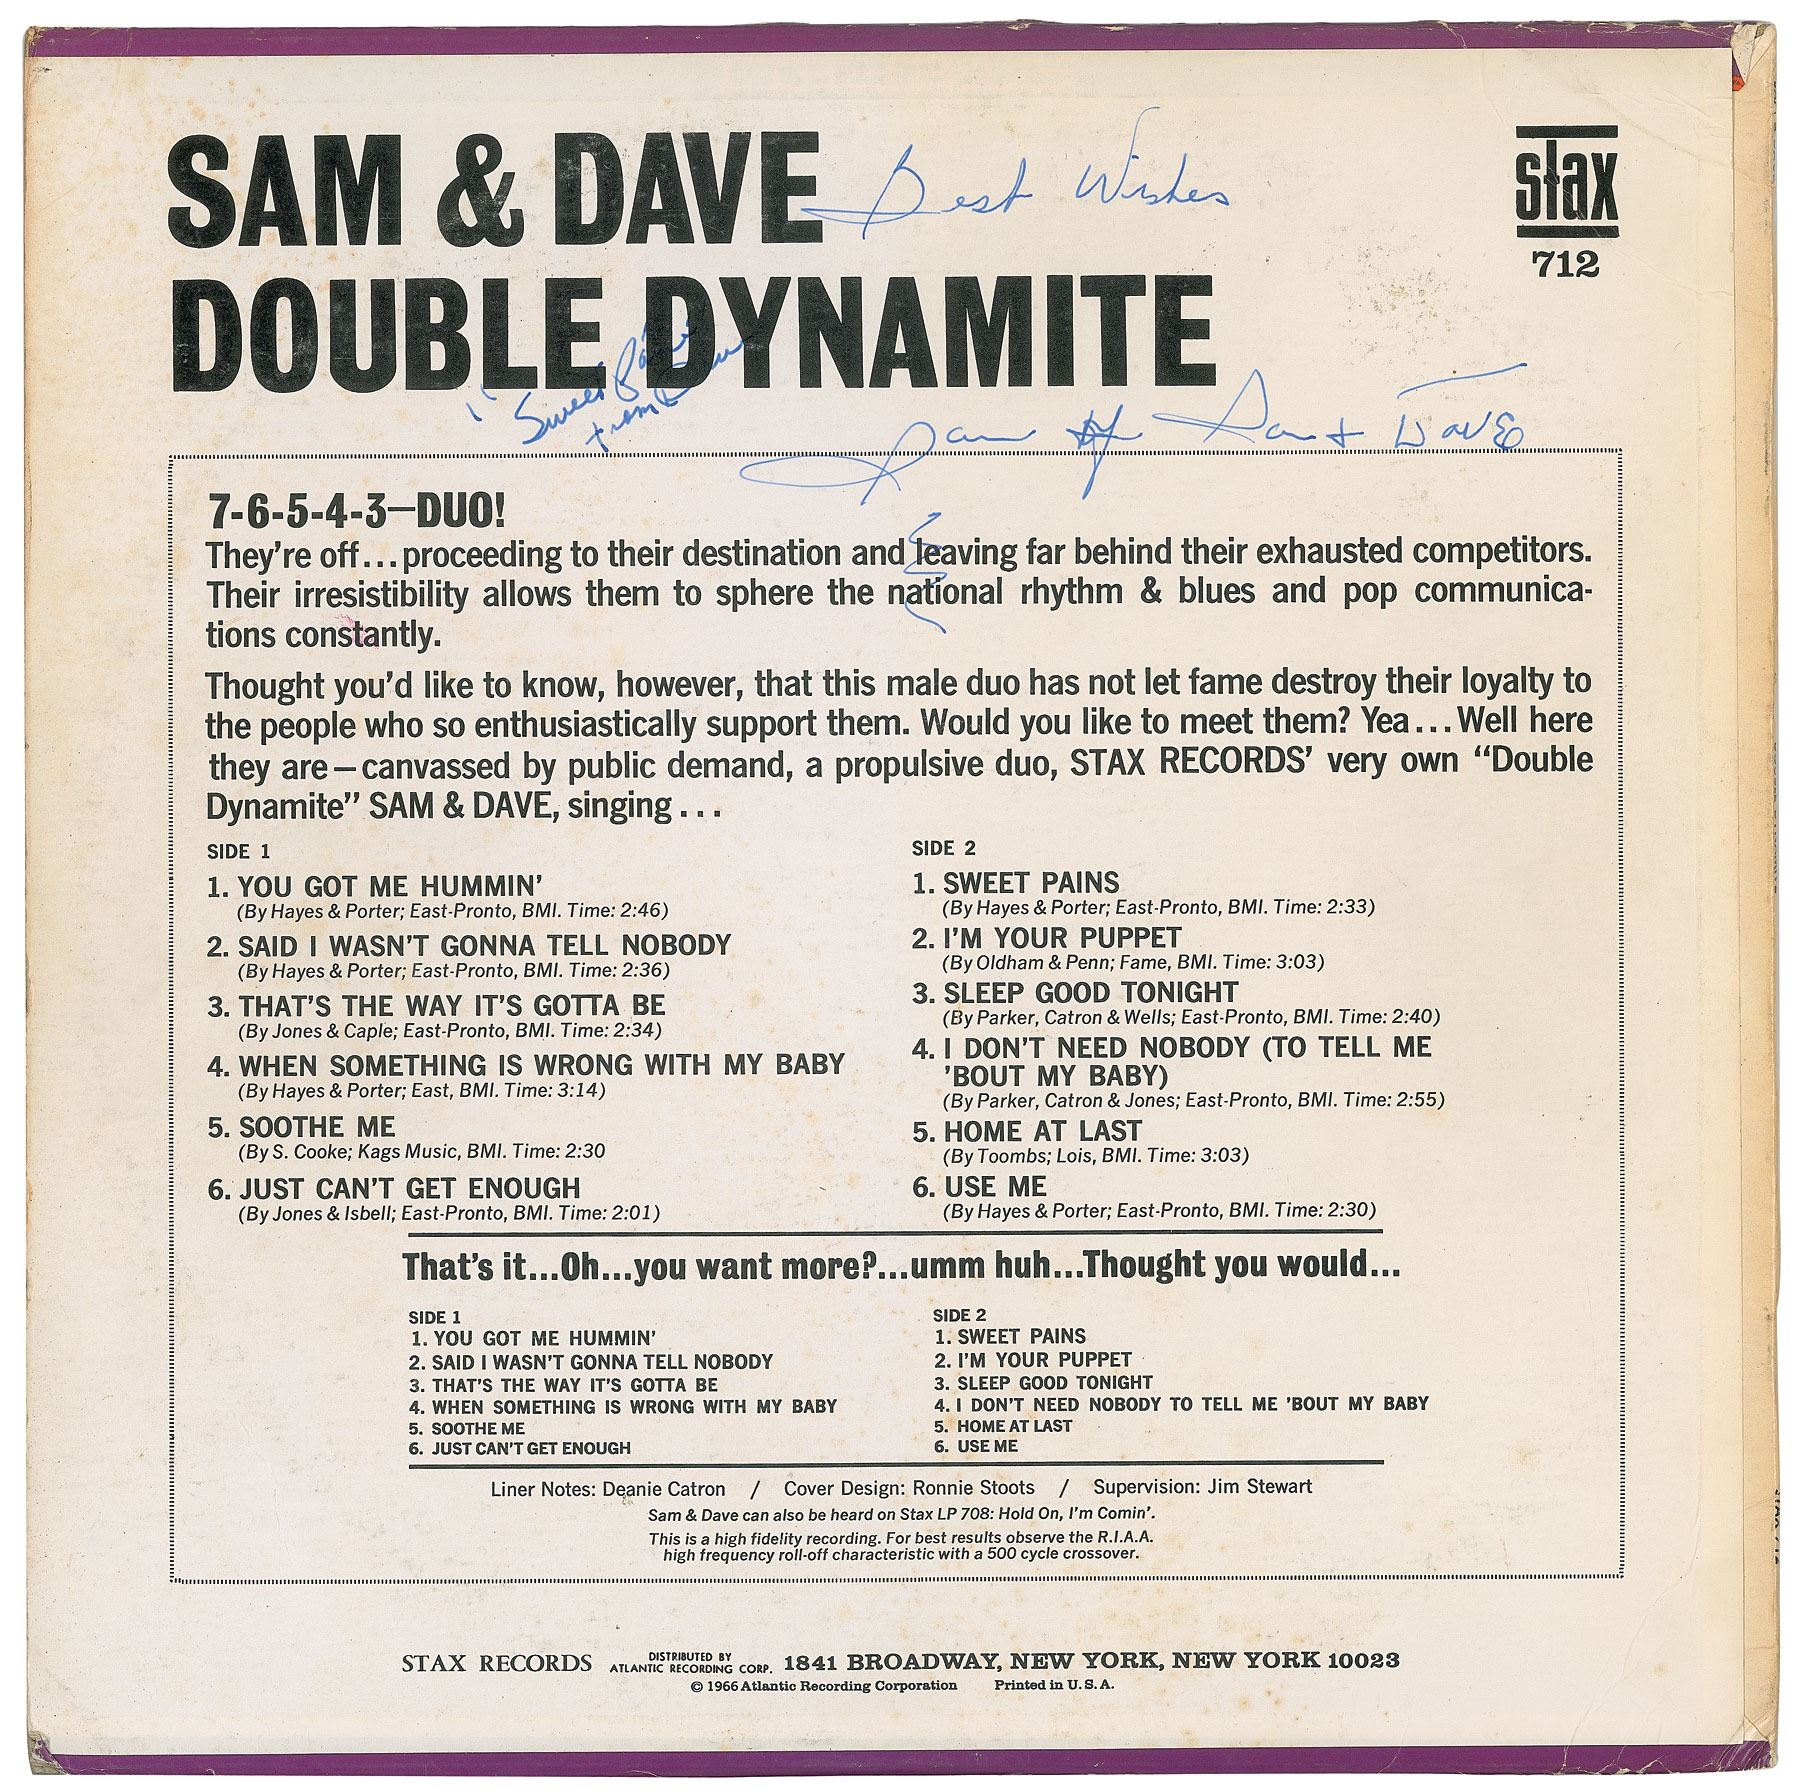 SAM & DAVE Best Wishes
stax
712
DOUBLE DYNAMITE
"Sweet Pains"
from
Sam of Sam + Dave
7-6-5-4-3—DUO!
They're off...proceeding to their destination and leaving far behind their exhausted competitors.
Their irresistibility allows them to sphere the national rhythm & blues and pop communica-
tions constantly.
Thought you'd like to know, however, that this male duo has not let fame destroy their loyalty to
the people who so enthusiastically support them. Would you like to meet them? Yea...Well here
they are—canvassed by public demand, a propulsive duo, STAX RECORDS' very own "Double
Dynamite" SAM & DAVE, singing...
SIDE 1
1. YOU GOT ME HUMMIN'
(By Hayes & Porter; East-Pronto, BMI. Time: 2:46)
2. SAID I WASN'T GONNA TELL NOBODY
(By Hayes & Porter; East-Pronto, BMI. Time: 2:36)
3. THAT'S THE WAY IT'S GOTTA BE
(By Jones & Caple; East-Pronto, BMI. Time: 2:34)
4. WHEN SOMETHING IS WRONG WITH MY BABY
(By Hayes & Porter; East, BMI. Time: 3:14)
5. SOOTHE ME
(By S. Cooke; Kags Music, BMI. Time: 2:30
6. JUST CAN'T GET ENOUGH
(By Jones & Isbell; East-Pronto, BMI. Time: 2:01)
SIDE 2
1. SWEET PAINS
(By Hayes & Porter; East-Pronto, BMI. Time: 2:33)
2. I'M YOUR PUPPET
(By Oldham & Penn; Fame, BMI. Time: 3:03)
3. SLEEP GOOD TONIGHT
(By Parker, Catron & Wells; East-Pronto, BMI. Time: 2:40)
4. I DON'T NEED NOBODY (TO TELL ME
'BOUT MY BABY)
(By Parker, Catron & Jones; East-Pronto, BMI. Time: 2:55)
5. HOME AT LAST
(By Toombs; Lois, BMI. Time: 3:03)
6. USE ME
(By Hayes & Porter; East-Pronto, BMI. Time: 2:30)
That's it...Oh...you want more?...umm huh...Thought you would...
SIDE 1
1. YOU GOT ME HUMMIN'
2. SAID I WASN'T GONNA TELL NOBODY
3. THAT'S THE WAY IT'S GOTTA BE
4. WHEN SOMETHING IS WRONG WITH MY BABY
5. SOOTHE ME
6. JUST CAN'T GET ENOUGH
SIDE 2
1. SWEET PAINS
2. I'M YOUR PUPPET
3. SLEEP GOOD TONIGHT
4. I DON'T NEED NOBODY TO TELL ME 'BOUT MY BABY
5. HOME AT LAST
6. USE ME
Liner Notes: Deanie Catron / Cover Design: Ronnie Stoots / Supervision: Jim Stewart
Sam & Dave can also be heard on Stax LP 708: Hold On, I'm Comin'.
This is a high fidelity recording. For best results observe the R.I.A.A.
high frequency roll-off characteristic with a 500 cycle crossover.
STAX RECORDS DISTRIBUTED BY ATLANTIC RECORDING CORP. 1841 BROADWAY, NEW YORK, NEW YORK 10023
© 1966 Atlantic Recording Corporation Printed in U.S.A.